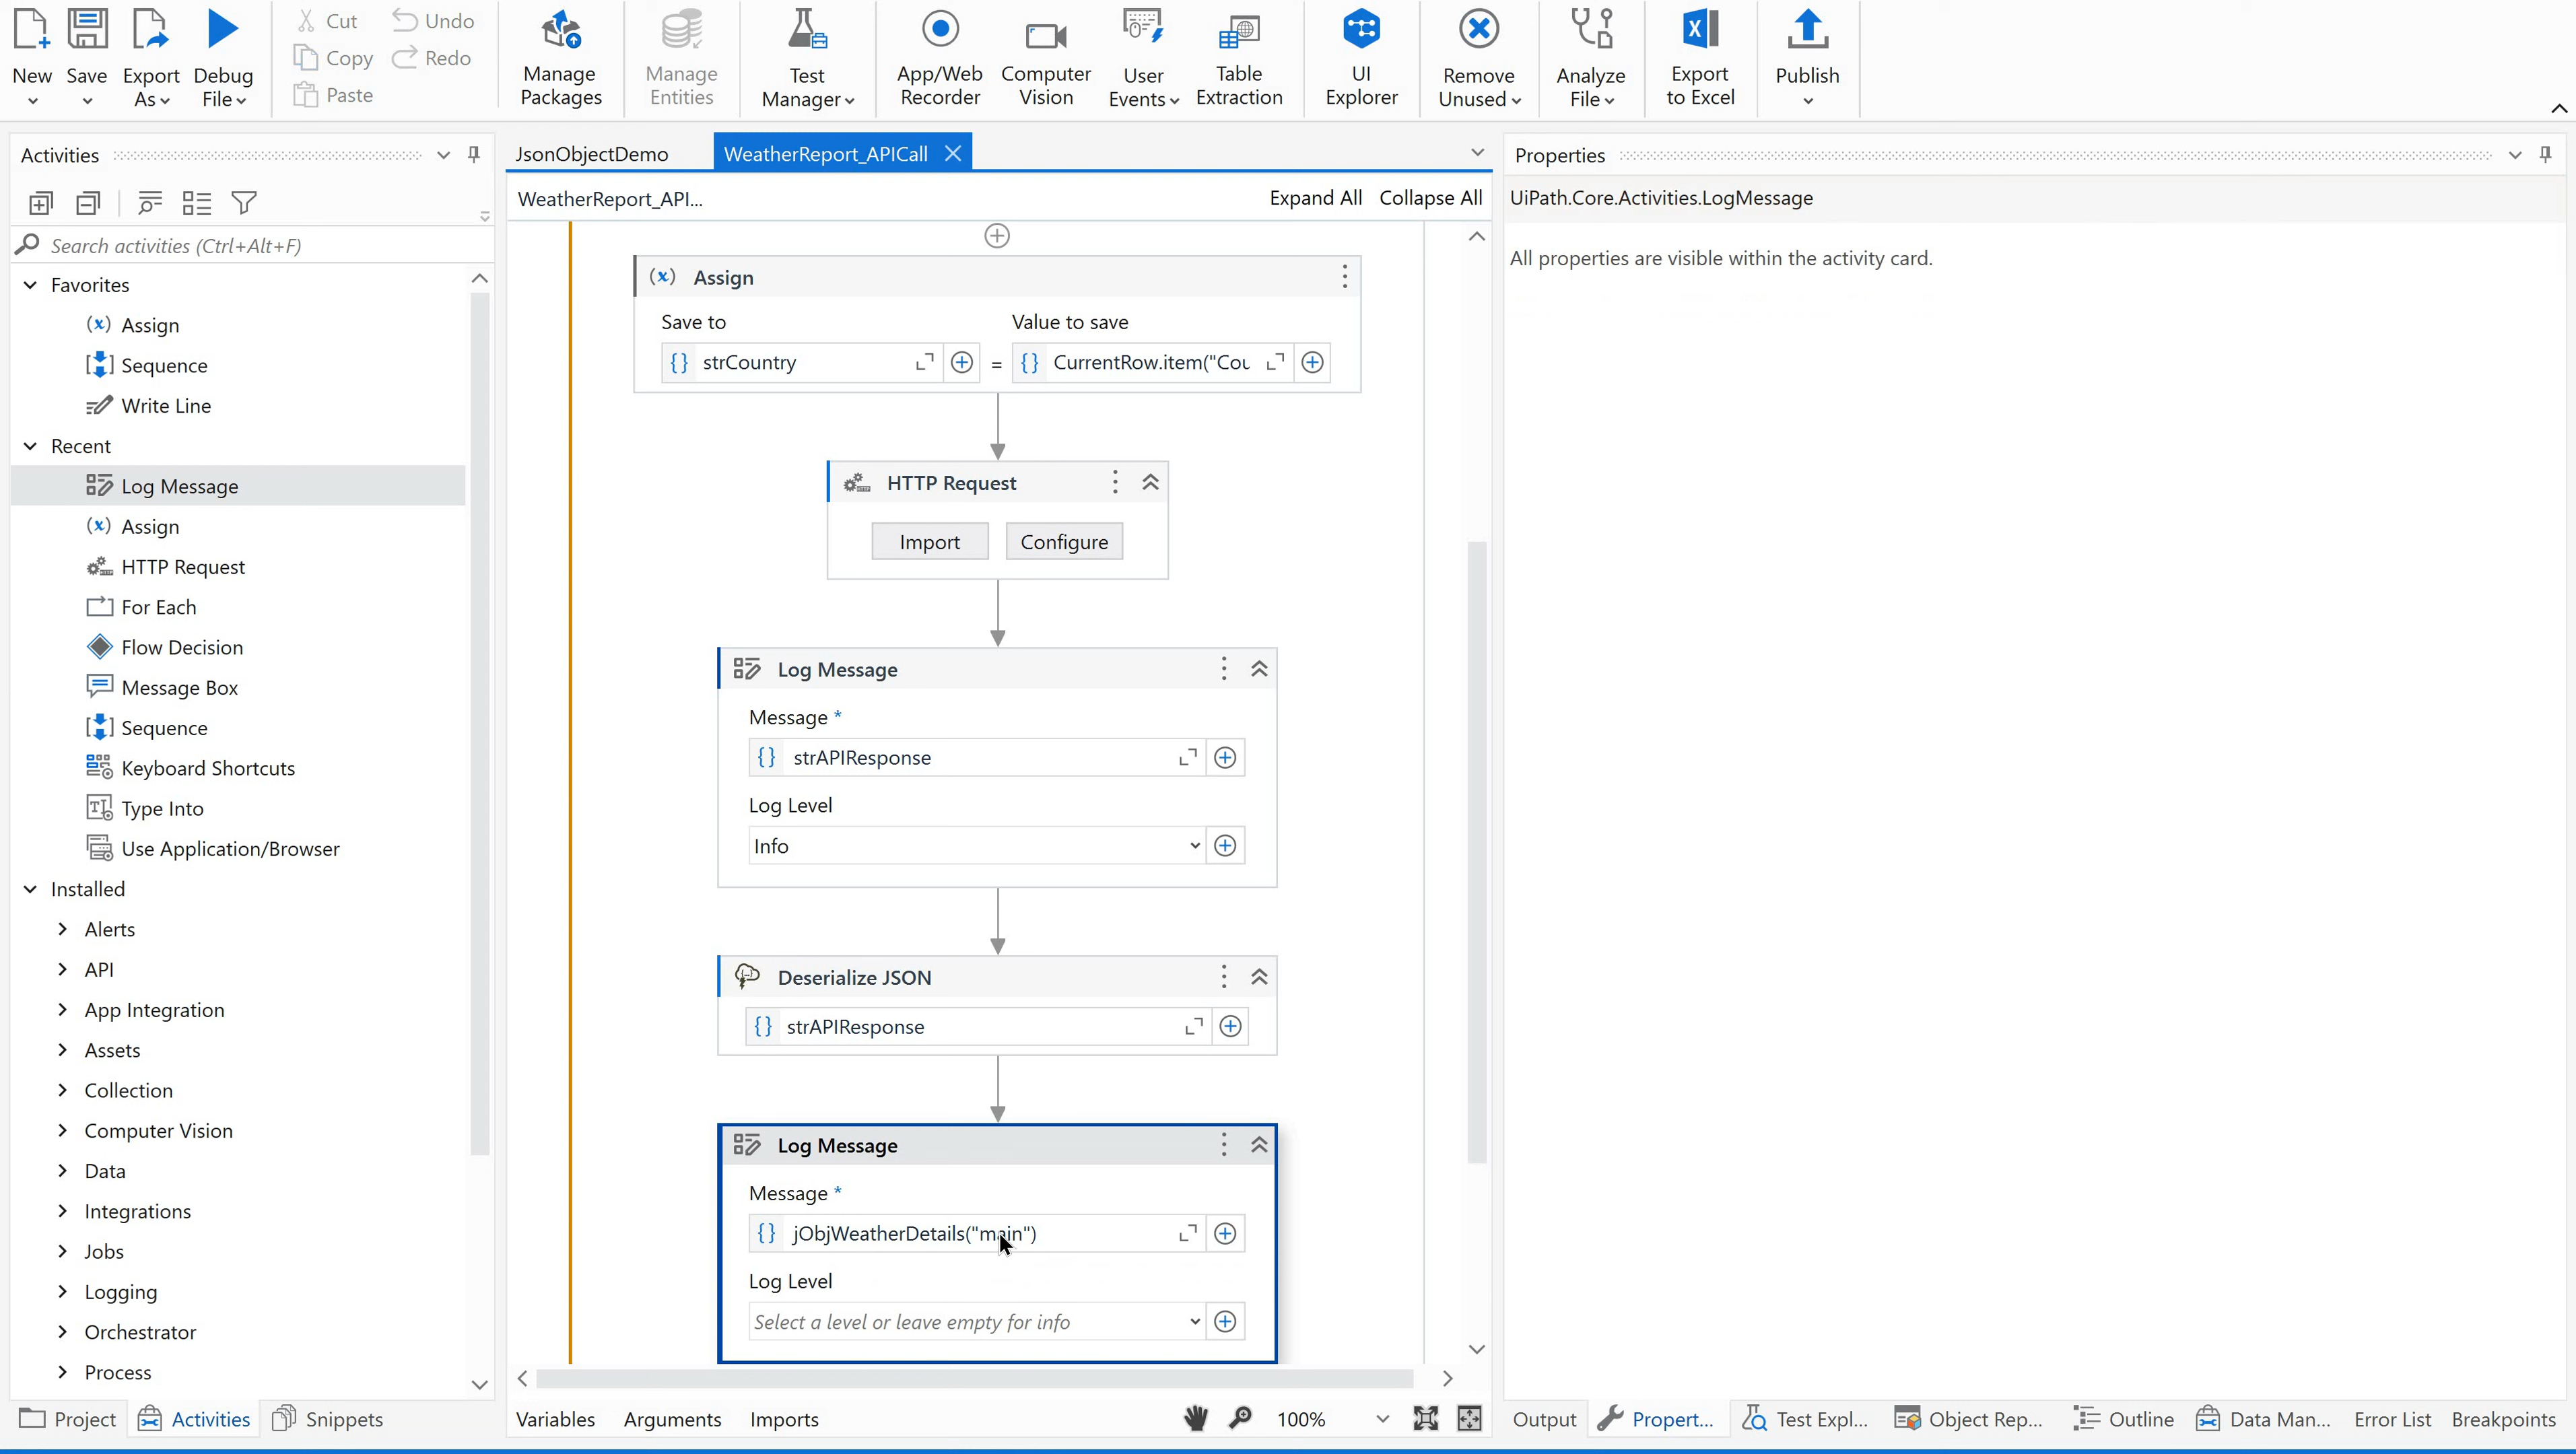 New
Save
Export As
Debug File
Cut
Copy
Paste
Undo
Redo
Manage Packages
Manage Entities
Test Manager
App/Web Recorder
Computer Vision
User Events
Table Extraction
UI Explorer
Remove Unused
Analyze File
Export to Excel
Publish
Activities
Search activities (Ctrl+Alt+F)
Favorites
Assign
Sequence
Write Line
Recent
Log Message
Assign
HTTP Request
For Each
Flow Decision
Message Box
Sequence
Keyboard Shortcuts
Type Into
Use Application/Browser
Installed
Alerts
API
App Integration
Assets
Collection
Computer Vision
Data
Integrations
Jobs
Logging
Orchestrator
Process
Project
Activities
Snippets
JsonObjectDemo
WeatherReport_APICall
WeatherReport_API...
Expand All
Collapse All
(x) Assign
Save to
Value to save
{} strCountry
=
{} CurrentRow.item("Cou
HTTP Request
Import
Configure
Log Message
Message *
{} strAPIResponse
Log Level
Info
Deserialize JSON
{} strAPIResponse
Log Message
Message *
{} jObjWeatherDetails("main")
Log Level
Select a level or leave empty for info
Variables
Arguments
Imports
100%
Properties
UiPath.Core.Activities.LogMessage
All properties are visible within the activity card.
Output
Propert...
Test Expl...
Object Rep...
Outline
Data Man...
Error List
Breakpoints